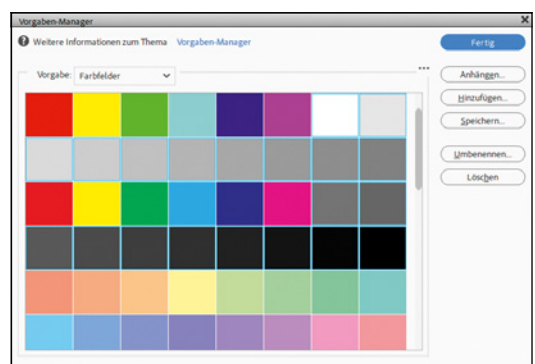 Vorgaben-Manager
Weitere Informationen zum Thema Vorgaben-Manager
Fertig
Vorgabe: Farbfelder
Anhängen...
Hinzufügen...
Speichern...
Umbenennen...
Löschen